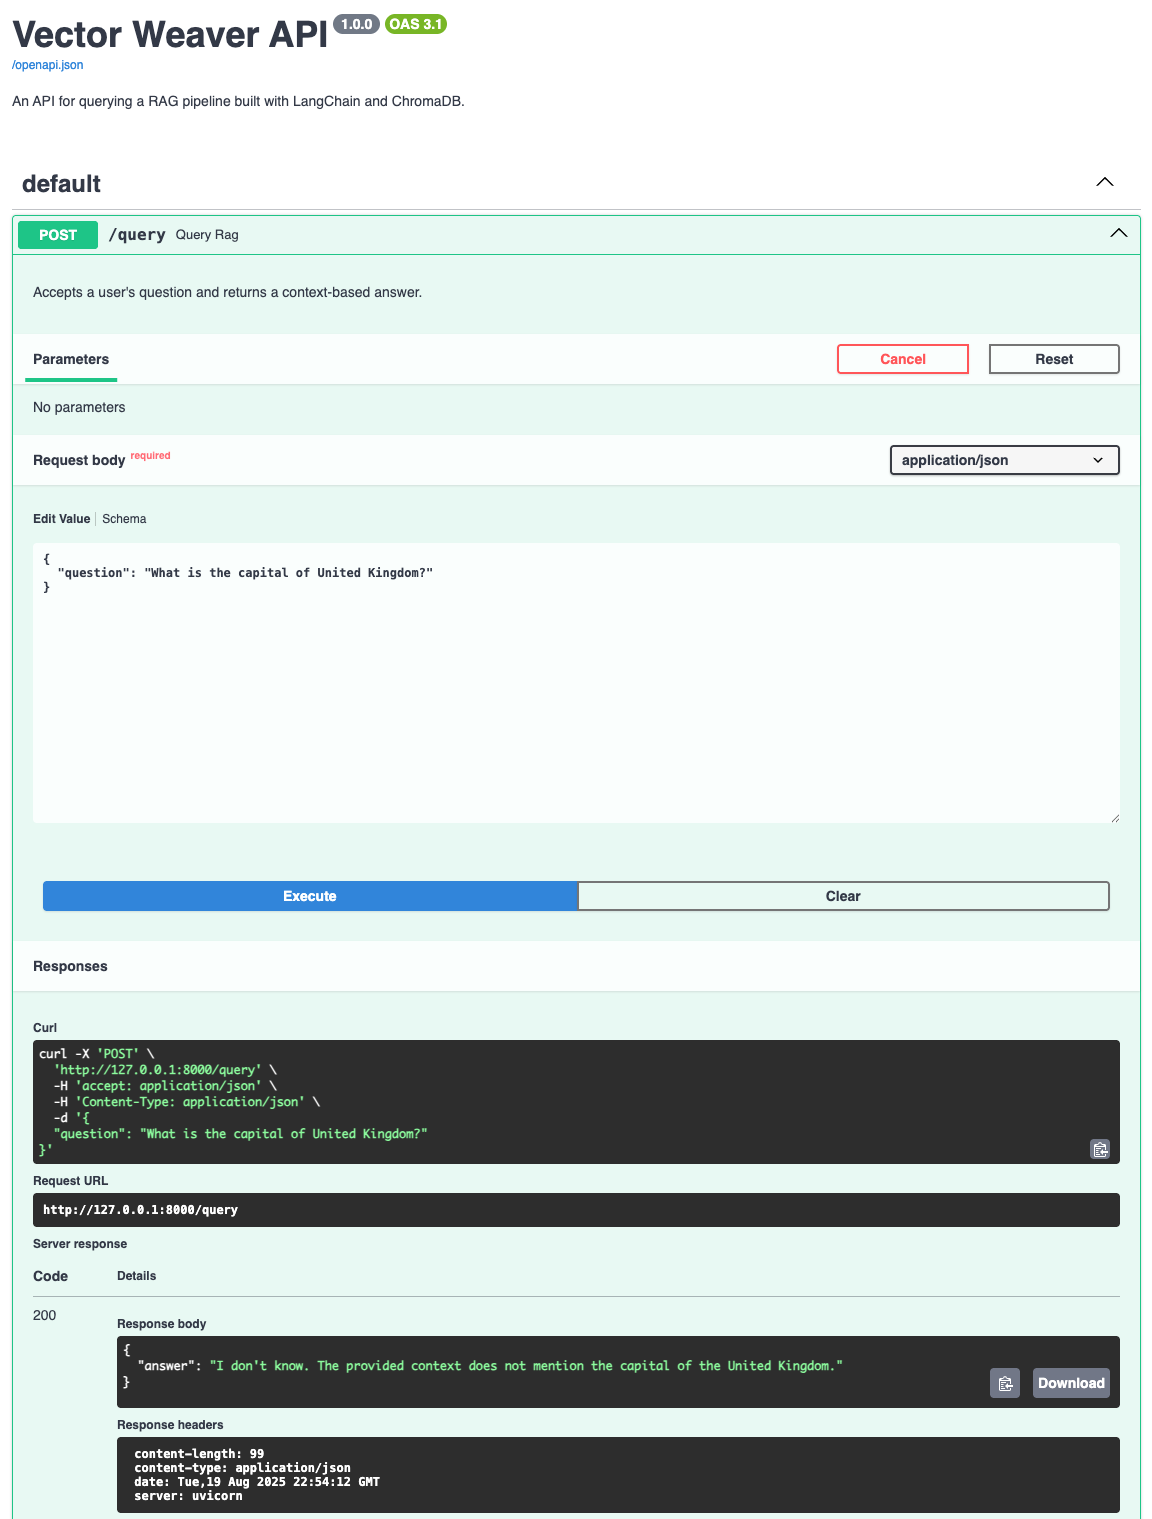 Vector Weaver API 1.0.0 OAS 3.1
/openapi.json
An API for querying a RAG pipeline built with LangChain and ChromaDB.
default
POST /query Query Rag
Accepts a user's question and returns a context-based answer.
Parameters Cancel Reset
No parameters
Request body required application/json
Edit Value Schema
{
  "question": "What is the capital of United Kingdom?"
}
Execute Clear
Responses
Curl
curl -X 'POST' \
  'http://127.0.0.1:8000/query' \
  -H 'accept: application/json' \
  -H 'Content-Type: application/json' \
  -d '{
  "question": "What is the capital of United Kingdom?"
}'
Request URL
http://127.0.0.1:8000/query
Server response
Code Details
200
Response body
{
  "answer": "I don't know. The provided context does not mention the capital of the United Kingdom."
}
Download
Response headers
content-length: 99
content-type: application/json
date: Tue,19 Aug 2025 22:54:12 GMT
server: uvicorn